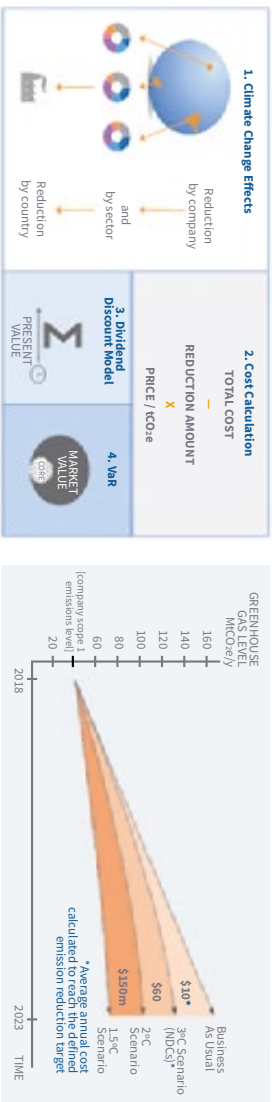 1. Climate Change Effects
Reduction
by company
and
by sector
Reduction
by country
2. Cost Calculation
TOTAL COST
–
REDUCTION AMOUNT
X
PRICE / tCO2e
3. Dividend
Discount Model
Σ
PRESENT
VALUE
4. VaR
MARKET
VALUE
CORE
GREENHOUSE
GAS LEVEL
MtCO2e/y
160
140
120
100
80
60
[company scope 1
emissions level]
20
2018
2023
TIME
Business
As Usual
3°C Scenario
(NDCs)*
2°C
Scenario
1.5°C
Scenario
$10*
$60
$150m
*Average annual cost
calculated to reach the defined
emission reduction target